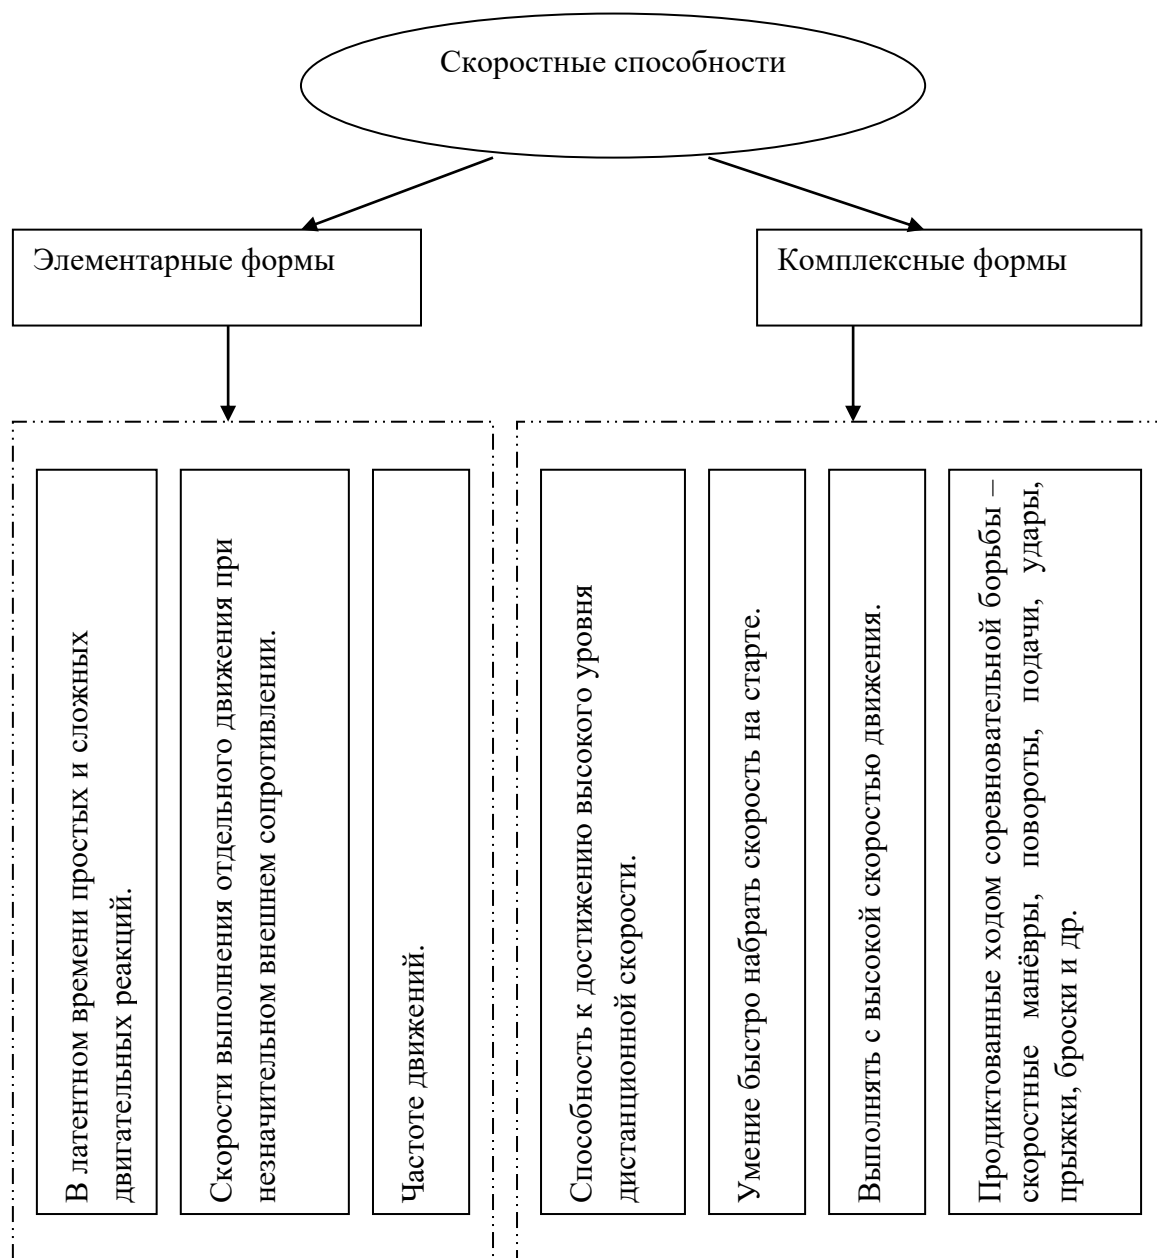 Скоростные способности
Элементарные формы
Комплексные формы
В латентном времени простых и сложных
двигательных реакций.
Скорости выполнения отдельного движения при
незначительном внешнем сопротивлении.
Частоте движений.
Способность к достижению высокого уровня
дистанционной скорости.
Умение быстро набрать скорость на старте.
Выполнять с высокой скоростью движения.
Продиктованные ходом соревновательной борьбы –
скоростные манёвры, повороты, подачи, удары,
прыжки, броски и др.